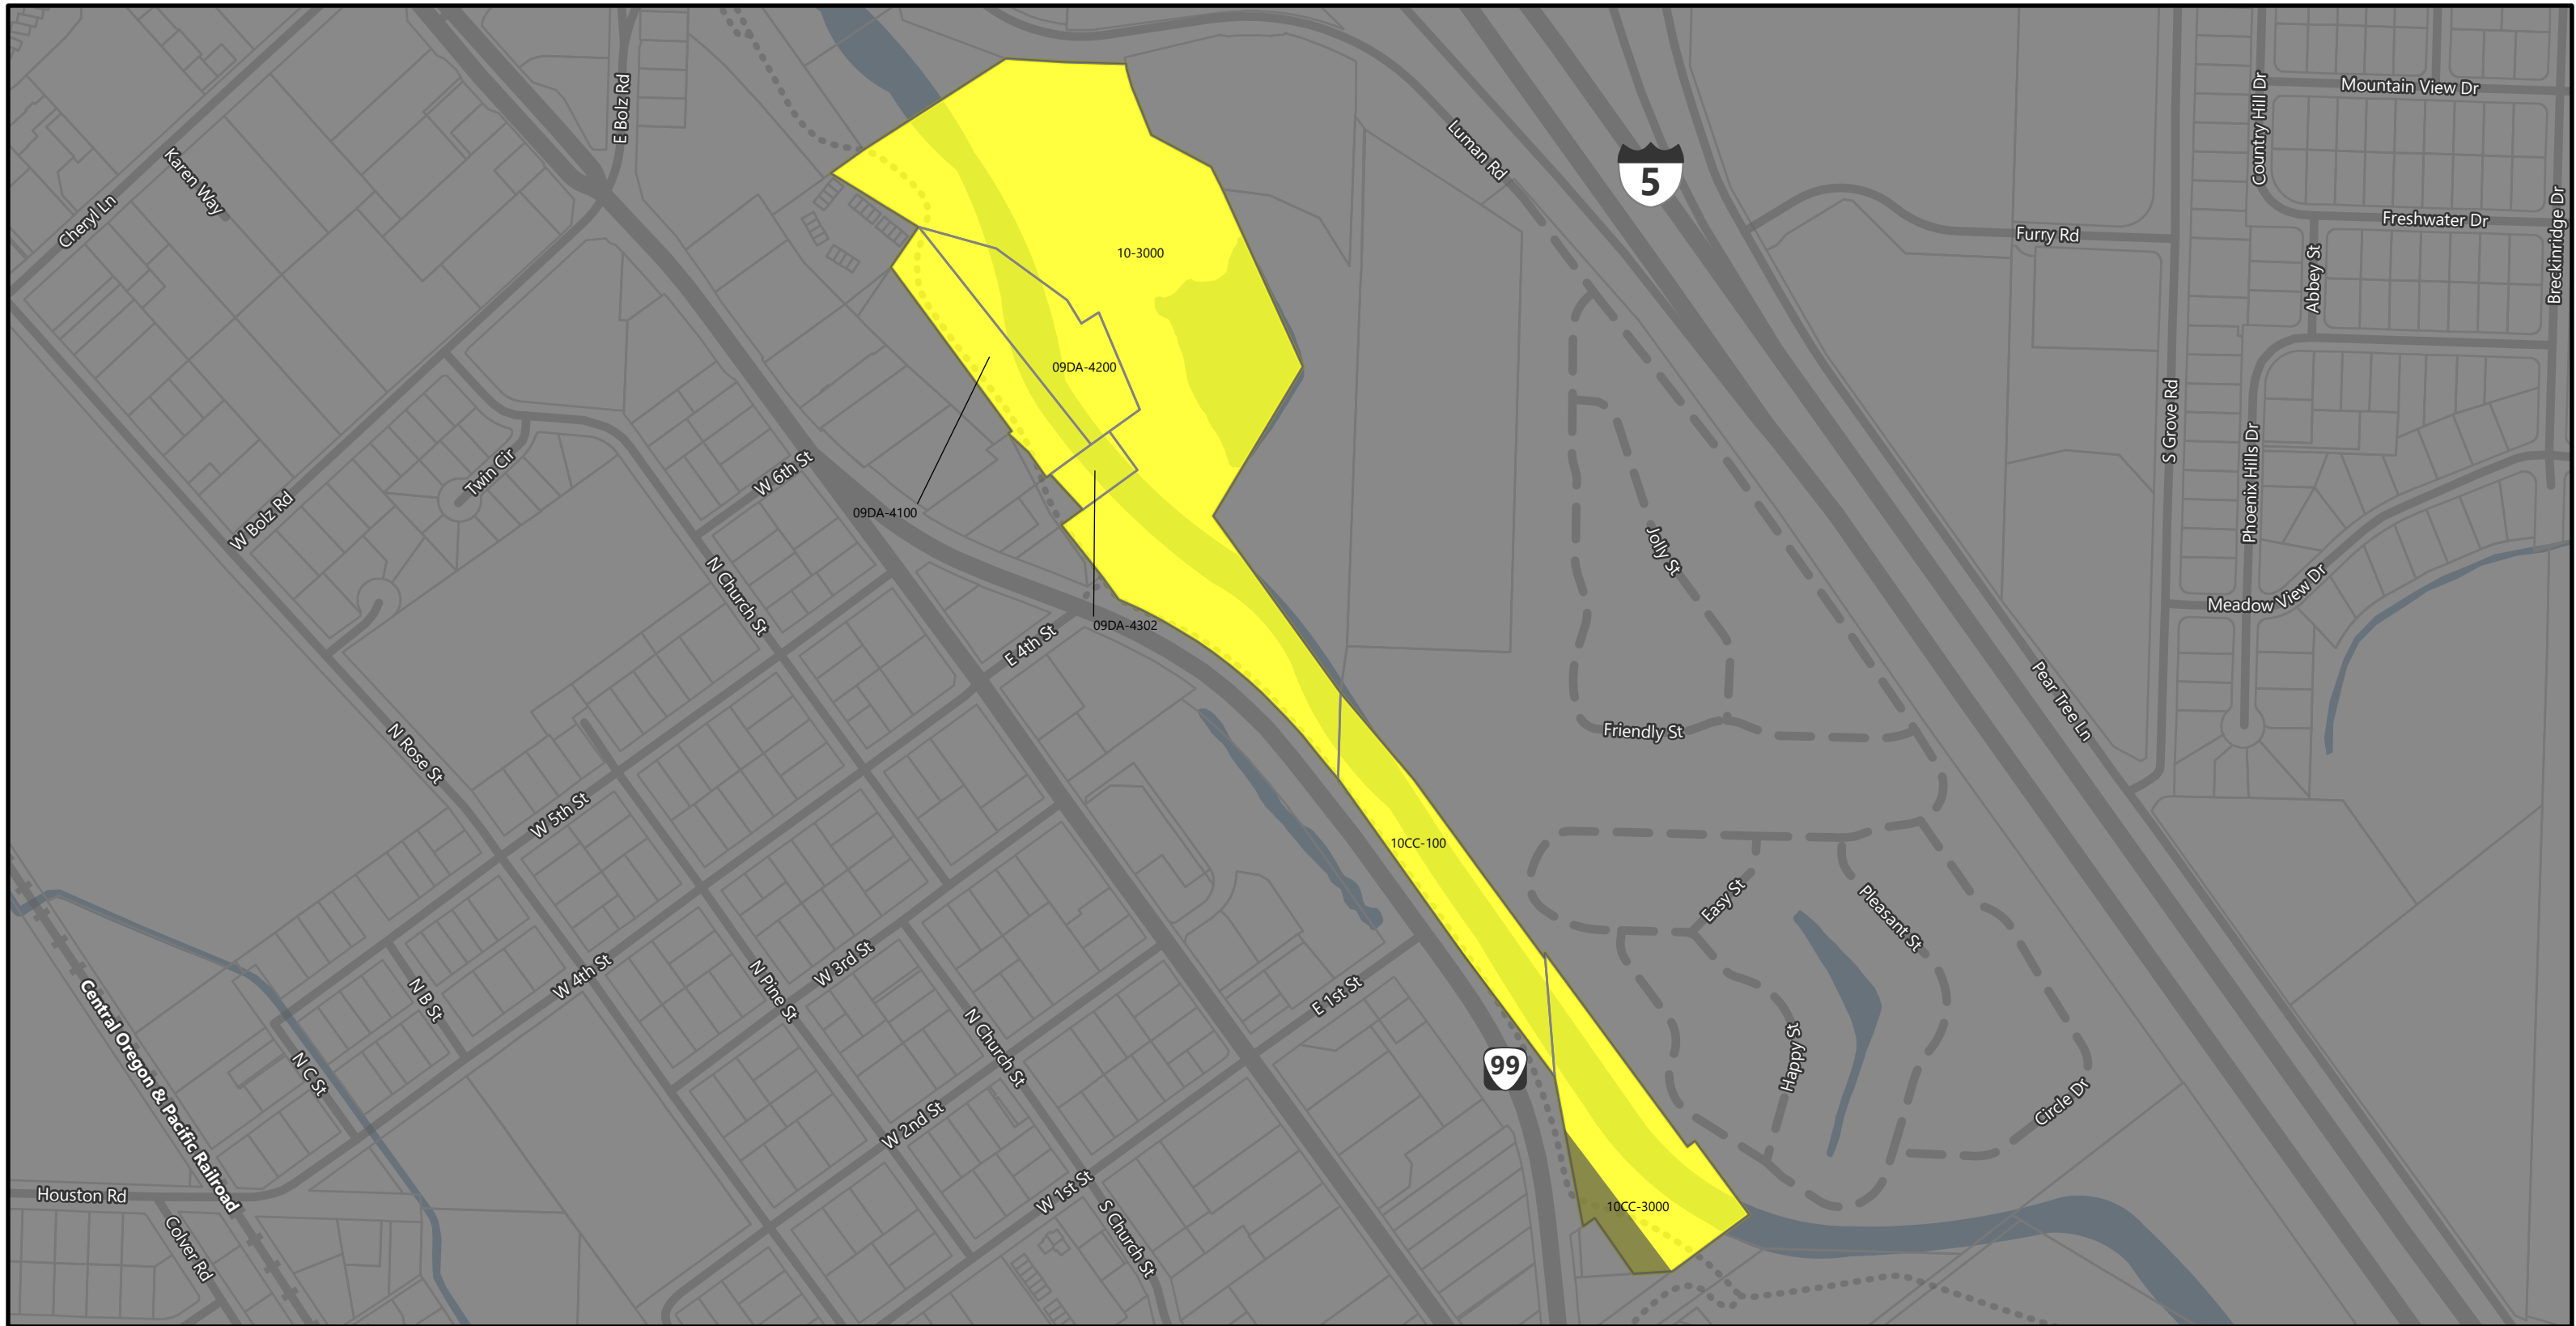 Mountain View Dr
Country Hill Dr
E Bolz Rd
Luman Rd
5
Karen Way
Cheryl Ln
Freshwater Dr
Furry Rd
Breckinridge Dr
Abbey St
10-3000
09DA-4200
S Grove Rd
Phoenix Hills Dr
Twin Cir
W 6th St
W Bolz Rd
09DA-4100
Jolly St
N Church St
Meadow View Dr
09DA-4302
E 4th St
Pear Tree Ln
Friendly St
N Rose St
W 5th St
10CC-100
Easy St
Pleasant St
W 3rd St
W 4th St
N Pine St
N B St
E 1st St
N Church St
Happy St
Central Oregon & Pacific Railroad
N C St
99
Circle Dr
W 2nd St
Houston Rd
W 1st St
10CC-3000
Colver Rd
S Church St